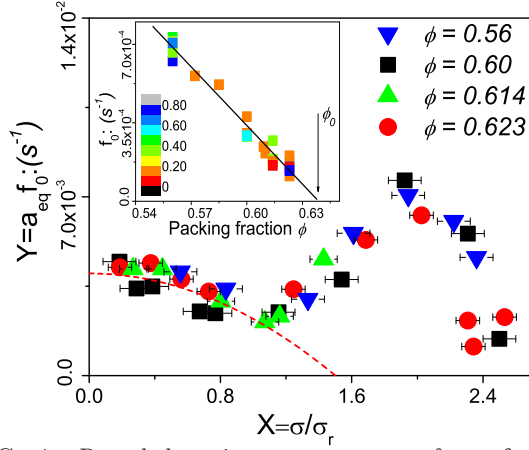 1.4x10⁻²
7.0x10⁻³
0.0
Y=a_eq f₀:(s⁻¹)
7.0x10⁻⁴
3.5x10⁻⁴
0.0
f₀: (s⁻¹)
0.80
0.60
0.40
0.20
0
ϕ₀
0.54 0.57 0.60 0.63
Packing fraction ϕ
ϕ = 0.56
ϕ = 0.60
ϕ = 0.614
ϕ = 0.623
0.0 0.8 1.6 2.4
X=σ/σ_r